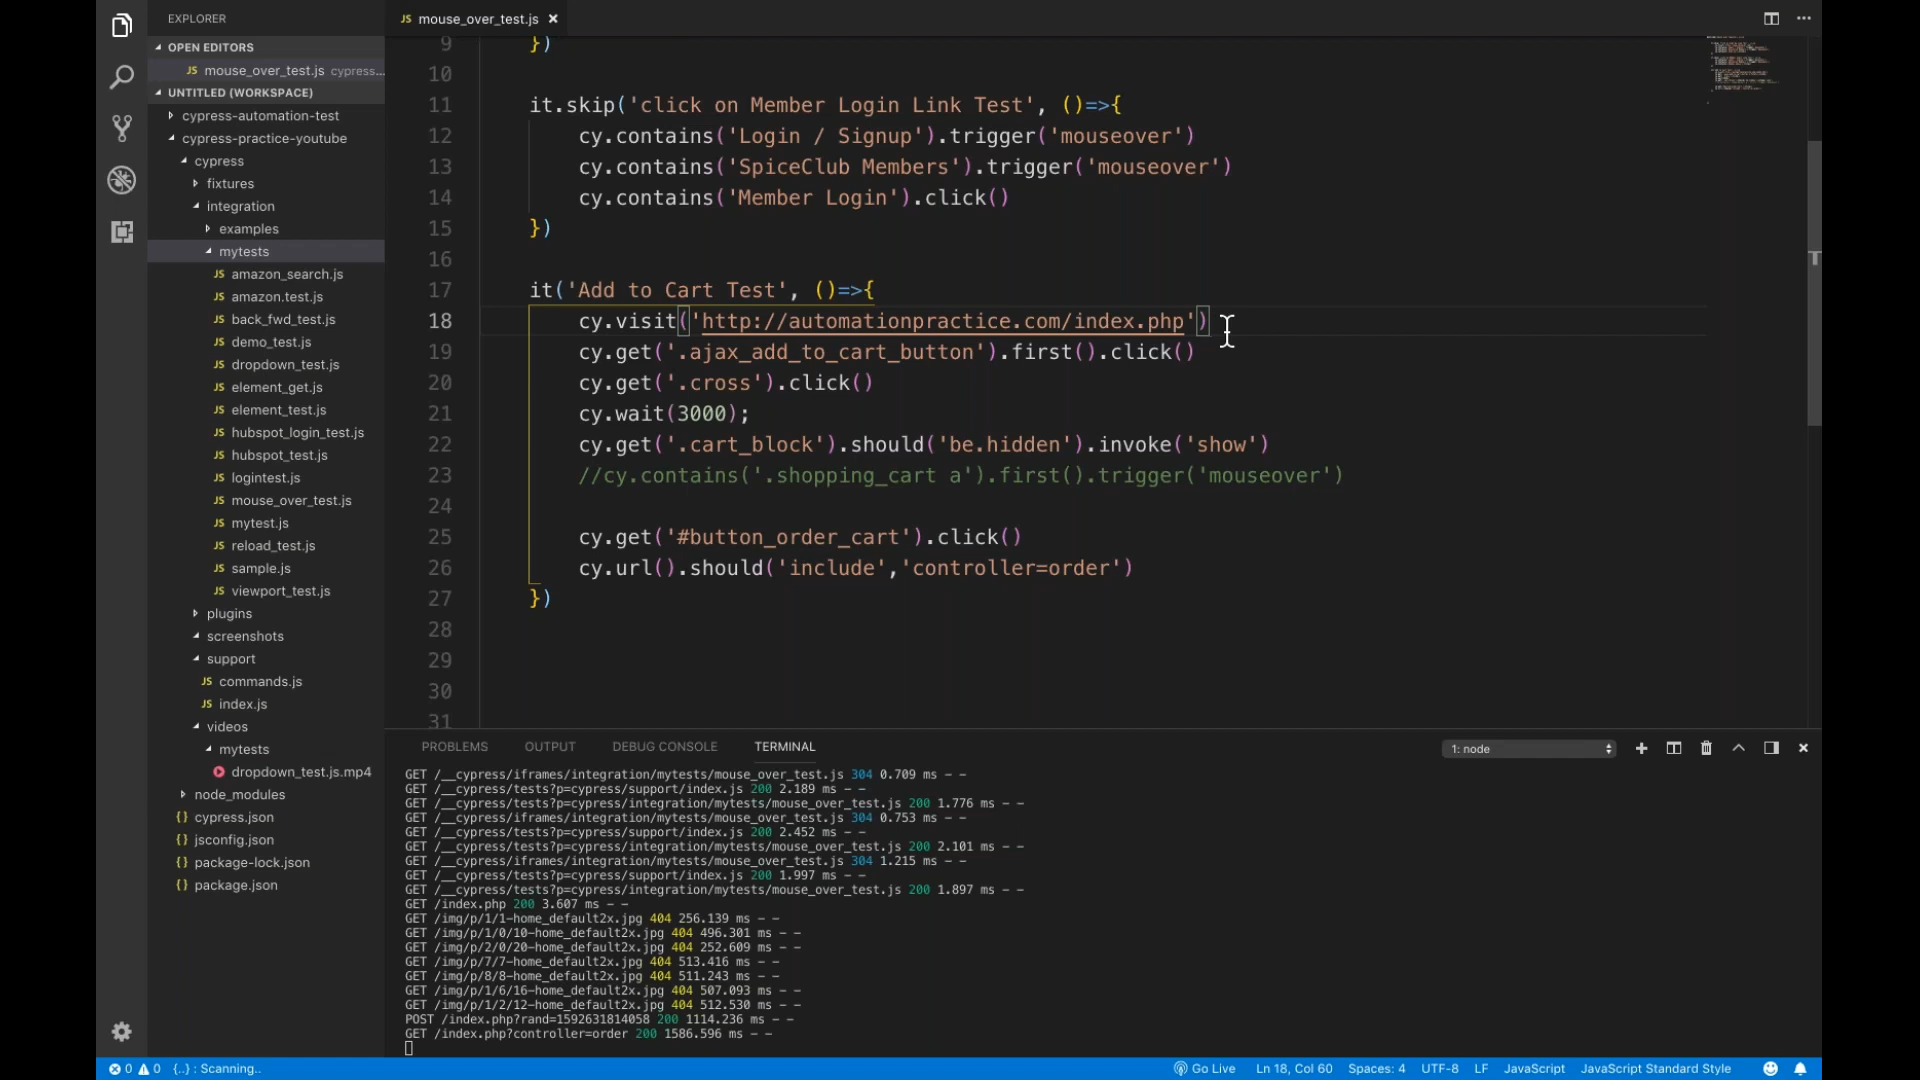 EXPLORER
OPEN EDITORS
JS mouse_over_test.js cypress...
UNTITLED (WORKSPACE)
cypress-automation-test
cypress-practice-youtube
cypress
fixtures
integration
examples
mytests
JS amazon_search.js
JS amazon.test.js
JS back_fwd_test.js
JS demo_test.js
JS dropdown_test.js
JS element_get.js
JS element_test.js
JS hubspot_login_test.js
JS hubspot_test.js
JS logintest.js
JS mouse_over_test.js
JS mytest.js
JS reload_test.js
JS sample.js
JS viewport_test.js
plugins
screenshots
support
JS commands.js
JS index.js
videos
mytests
dropdown_test.js.mp4
node_modules
{} cypress.json
{} jsconfig.json
{} package-lock.json
{} package.json
JS mouse_over_test.js ×
9 })
10
11 it.skip('click on Member Login Link Test', ()=>{
12 cy.contains('Login / Signup').trigger('mouseover')
13 cy.contains('SpiceClub Members').trigger('mouseover')
14 cy.contains('Member Login').click()
15 })
16
17 it('Add to Cart Test', ()=>{
18 cy.visit('http://automationpractice.com/index.php')
19 cy.get('.ajax_add_to_cart_button').first().click()
20 cy.get('.cross').click()
21 cy.wait(3000);
22 cy.get('.cart_block').should('be.hidden').invoke('show')
23 //cy.contains('.shopping_cart a').first().trigger('mouseover')
24
25 cy.get('#button_order_cart').click()
26 cy.url().should('include','controller=order')
27 })
28
29
30
31
PROBLEMS OUTPUT DEBUG CONSOLE TERMINAL 1: node
GET /__cypress/iframes/integration/mytests/mouse_over_test.js 304 0.709 ms - -
GET /__cypress/tests?p=cypress/support/index.js 200 2.189 ms - -
GET /__cypress/tests?p=cypress/integration/mytests/mouse_over_test.js 200 1.776 ms - -
GET /__cypress/iframes/integration/mytests/mouse_over_test.js 304 0.753 ms - -
GET /__cypress/tests?p=cypress/support/index.js 200 2.452 ms - -
GET /__cypress/tests?p=cypress/integration/mytests/mouse_over_test.js 200 2.101 ms - -
GET /__cypress/iframes/integration/mytests/mouse_over_test.js 304 1.215 ms - -
GET /__cypress/tests?p=cypress/support/index.js 200 1.997 ms - -
GET /__cypress/tests?p=cypress/integration/mytests/mouse_over_test.js 200 1.897 ms - -
GET /index.php 200 3.607 ms - -
GET /img/p/1/1-home_default2x.jpg 404 256.139 ms - -
GET /img/p/1/0/10-home_default2x.jpg 404 496.301 ms - -
GET /img/p/2/0/20-home_default2x.jpg 404 252.609 ms - -
GET /img/p/7/7-home_default2x.jpg 404 513.416 ms - -
GET /img/p/8/8-home_default2x.jpg 404 511.243 ms - -
GET /img/p/1/6/16-home_default2x.jpg 404 507.093 ms - -
GET /img/p/1/2/12-home_default2x.jpg 404 512.530 ms - -
POST /index.php?rand=1592631814058 200 1114.236 ms - -
GET /index.php?controller=order 200 1586.596 ms - -
0 0 {..} : Scanning.. Go Live Ln 18, Col 60 Spaces: 4 UTF-8 LF JavaScript JavaScript Standard Style